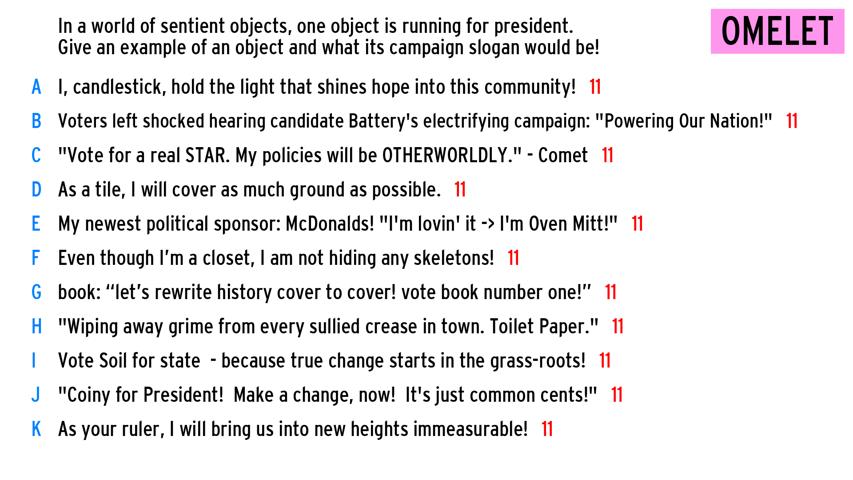 In a world of sentient objects, one object is running for president.
Give an example of an object and what its campaign slogan would be!
OMELET
A I, candlestick, hold the light that shines hope into this community! 11
B Voters left shocked hearing candidate Battery's electrifying campaign: "Powering Our Nation!" 11
C "Vote for a real STAR. My policies will be OTHERWORLDLY." - Comet 11
D As a tile, I will cover as much ground as possible. 11
E My newest political sponsor: McDonalds! "I'm lovin' it -> I'm Oven Mitt!" 11
F Even though I’m a closet, I am not hiding any skeletons! 11
G book: “let’s rewrite history cover to cover! vote book number one!” 11
H "Wiping away grime from every sullied crease in town. Toilet Paper." 11
I Vote Soil for state - because true change starts in the grass-roots! 11
J "Coiny for President! Make a change, now! It's just common cents!" 11
K As your ruler, I will bring us into new heights immeasurable! 11